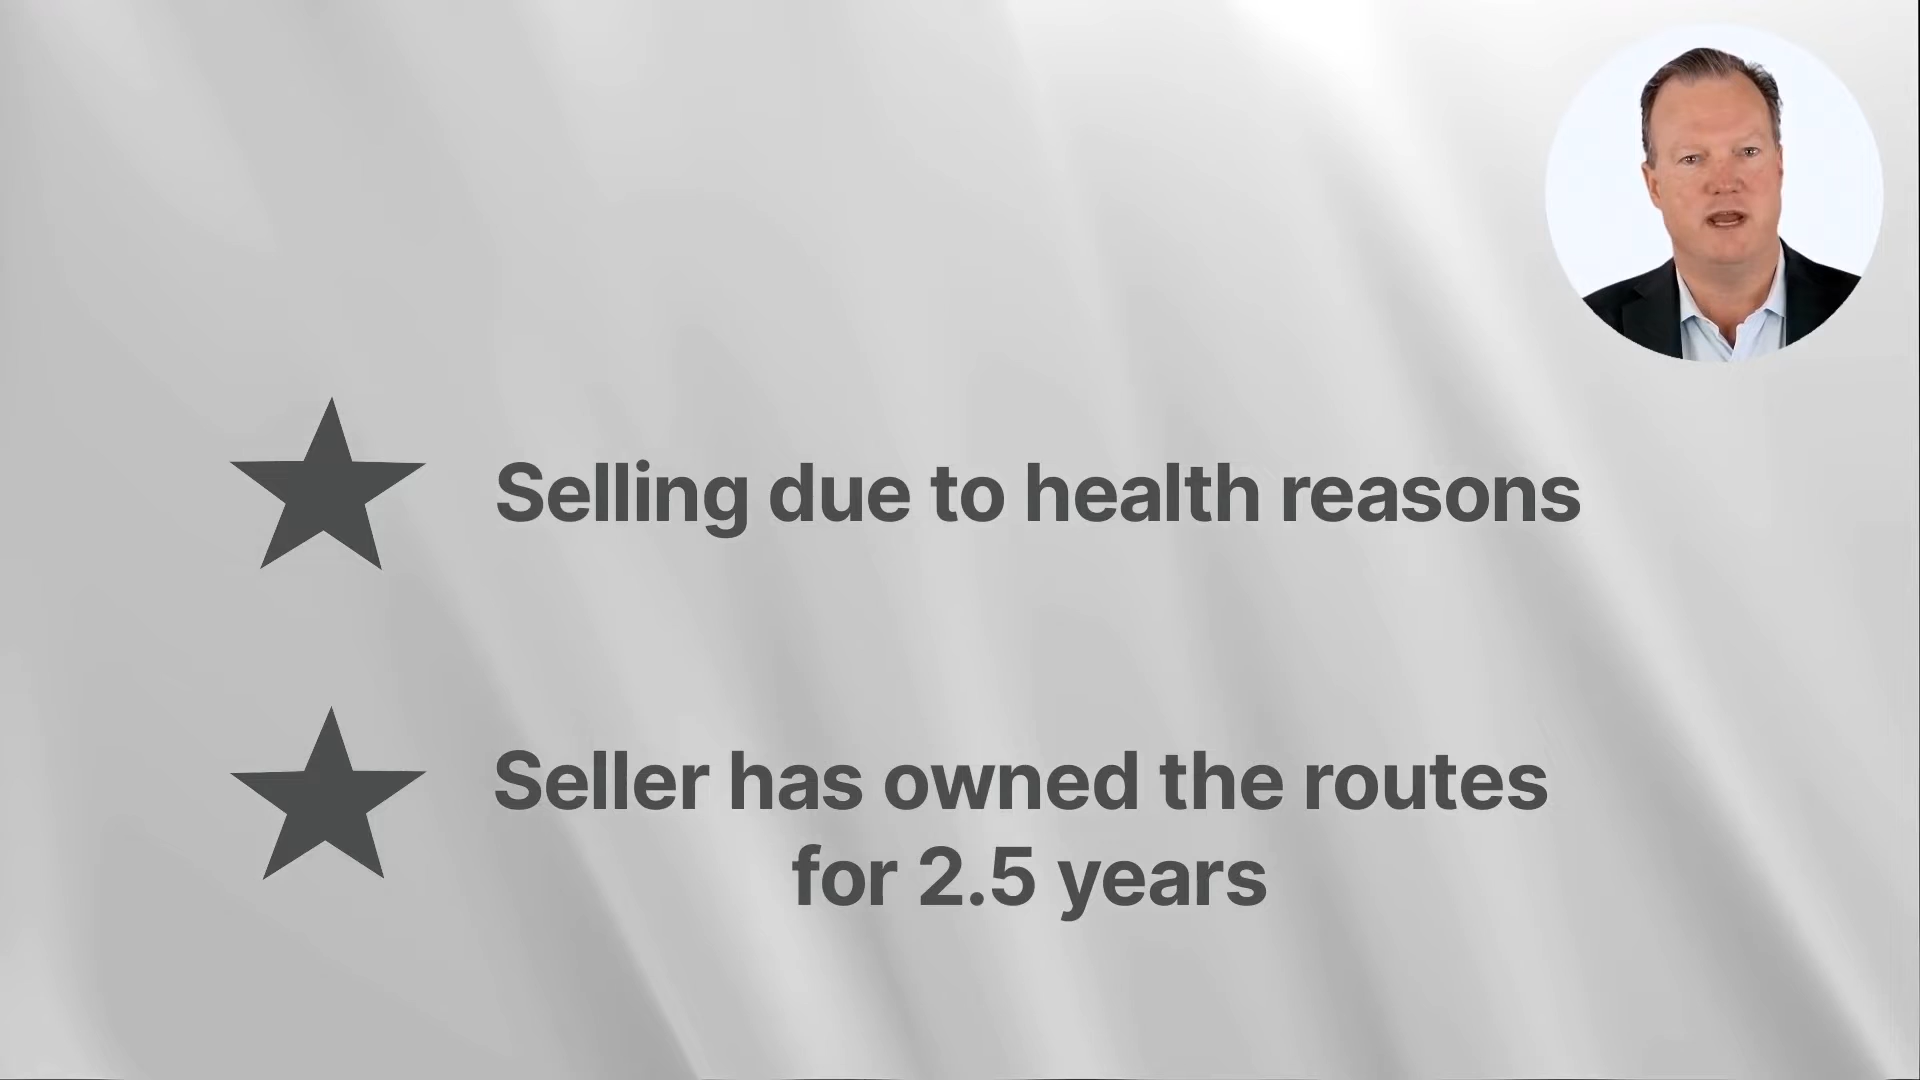 Selling due to health reasons
Seller has owned the routes
for 2.5 years